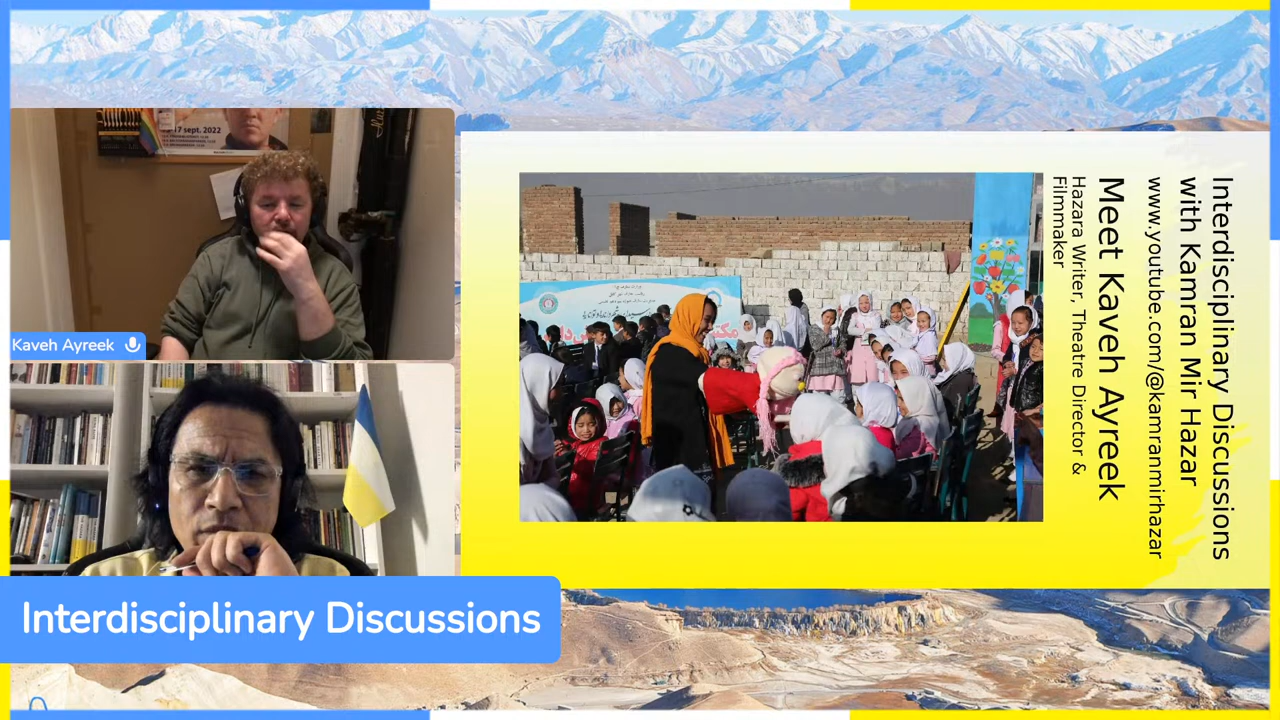 17 sept. 2022
Kaveh Ayreek
Interdisciplinary Discussions
Interdisciplinary Discussions
with Kamran Mir Hazar
www.youtube.com/@kamranmirhazar
Meet Kaveh Ayreek
Hazara Writer, Theatre Director &
Filmmaker